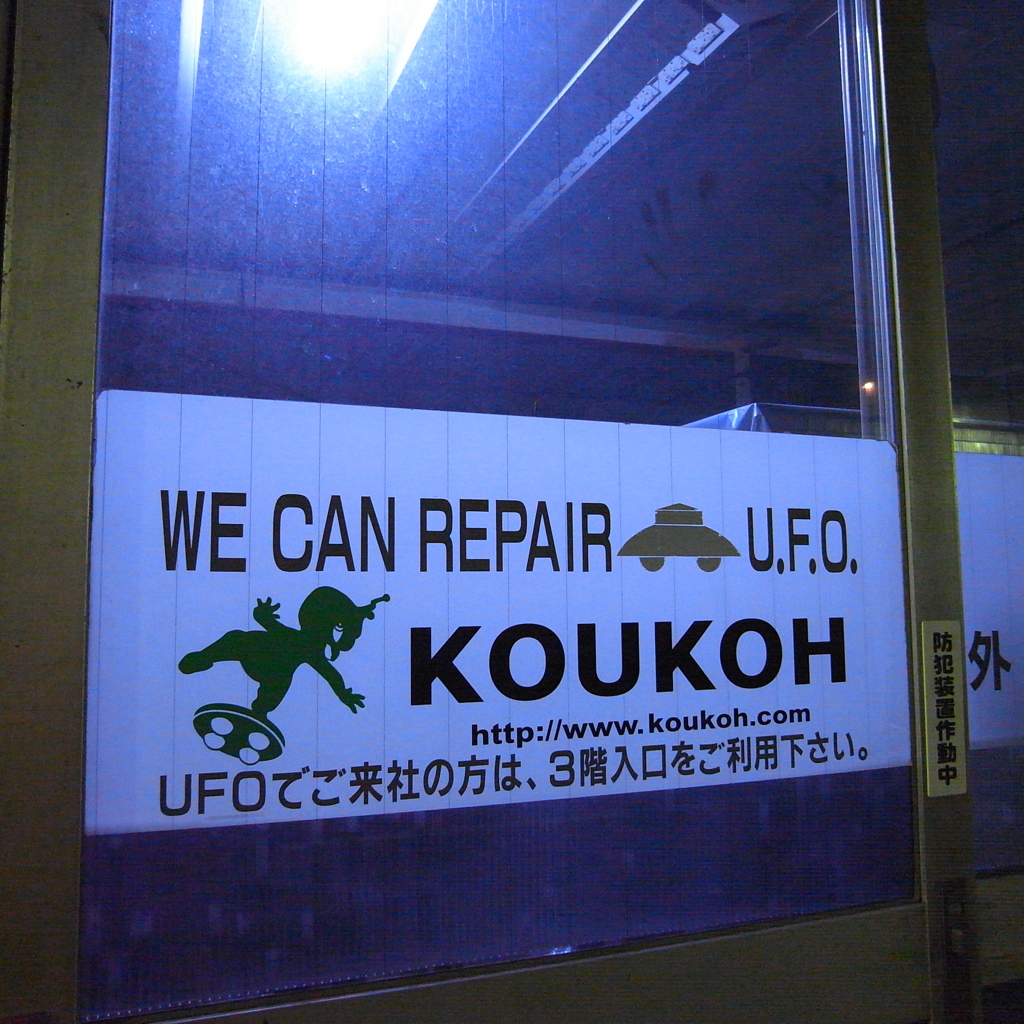 WE CAN REPAIR U.F.O.
KOUKOH
http://www.koukoh.com
UFOでご来社の方は、3階入口をご利用下さい。
防犯装置作動中
外